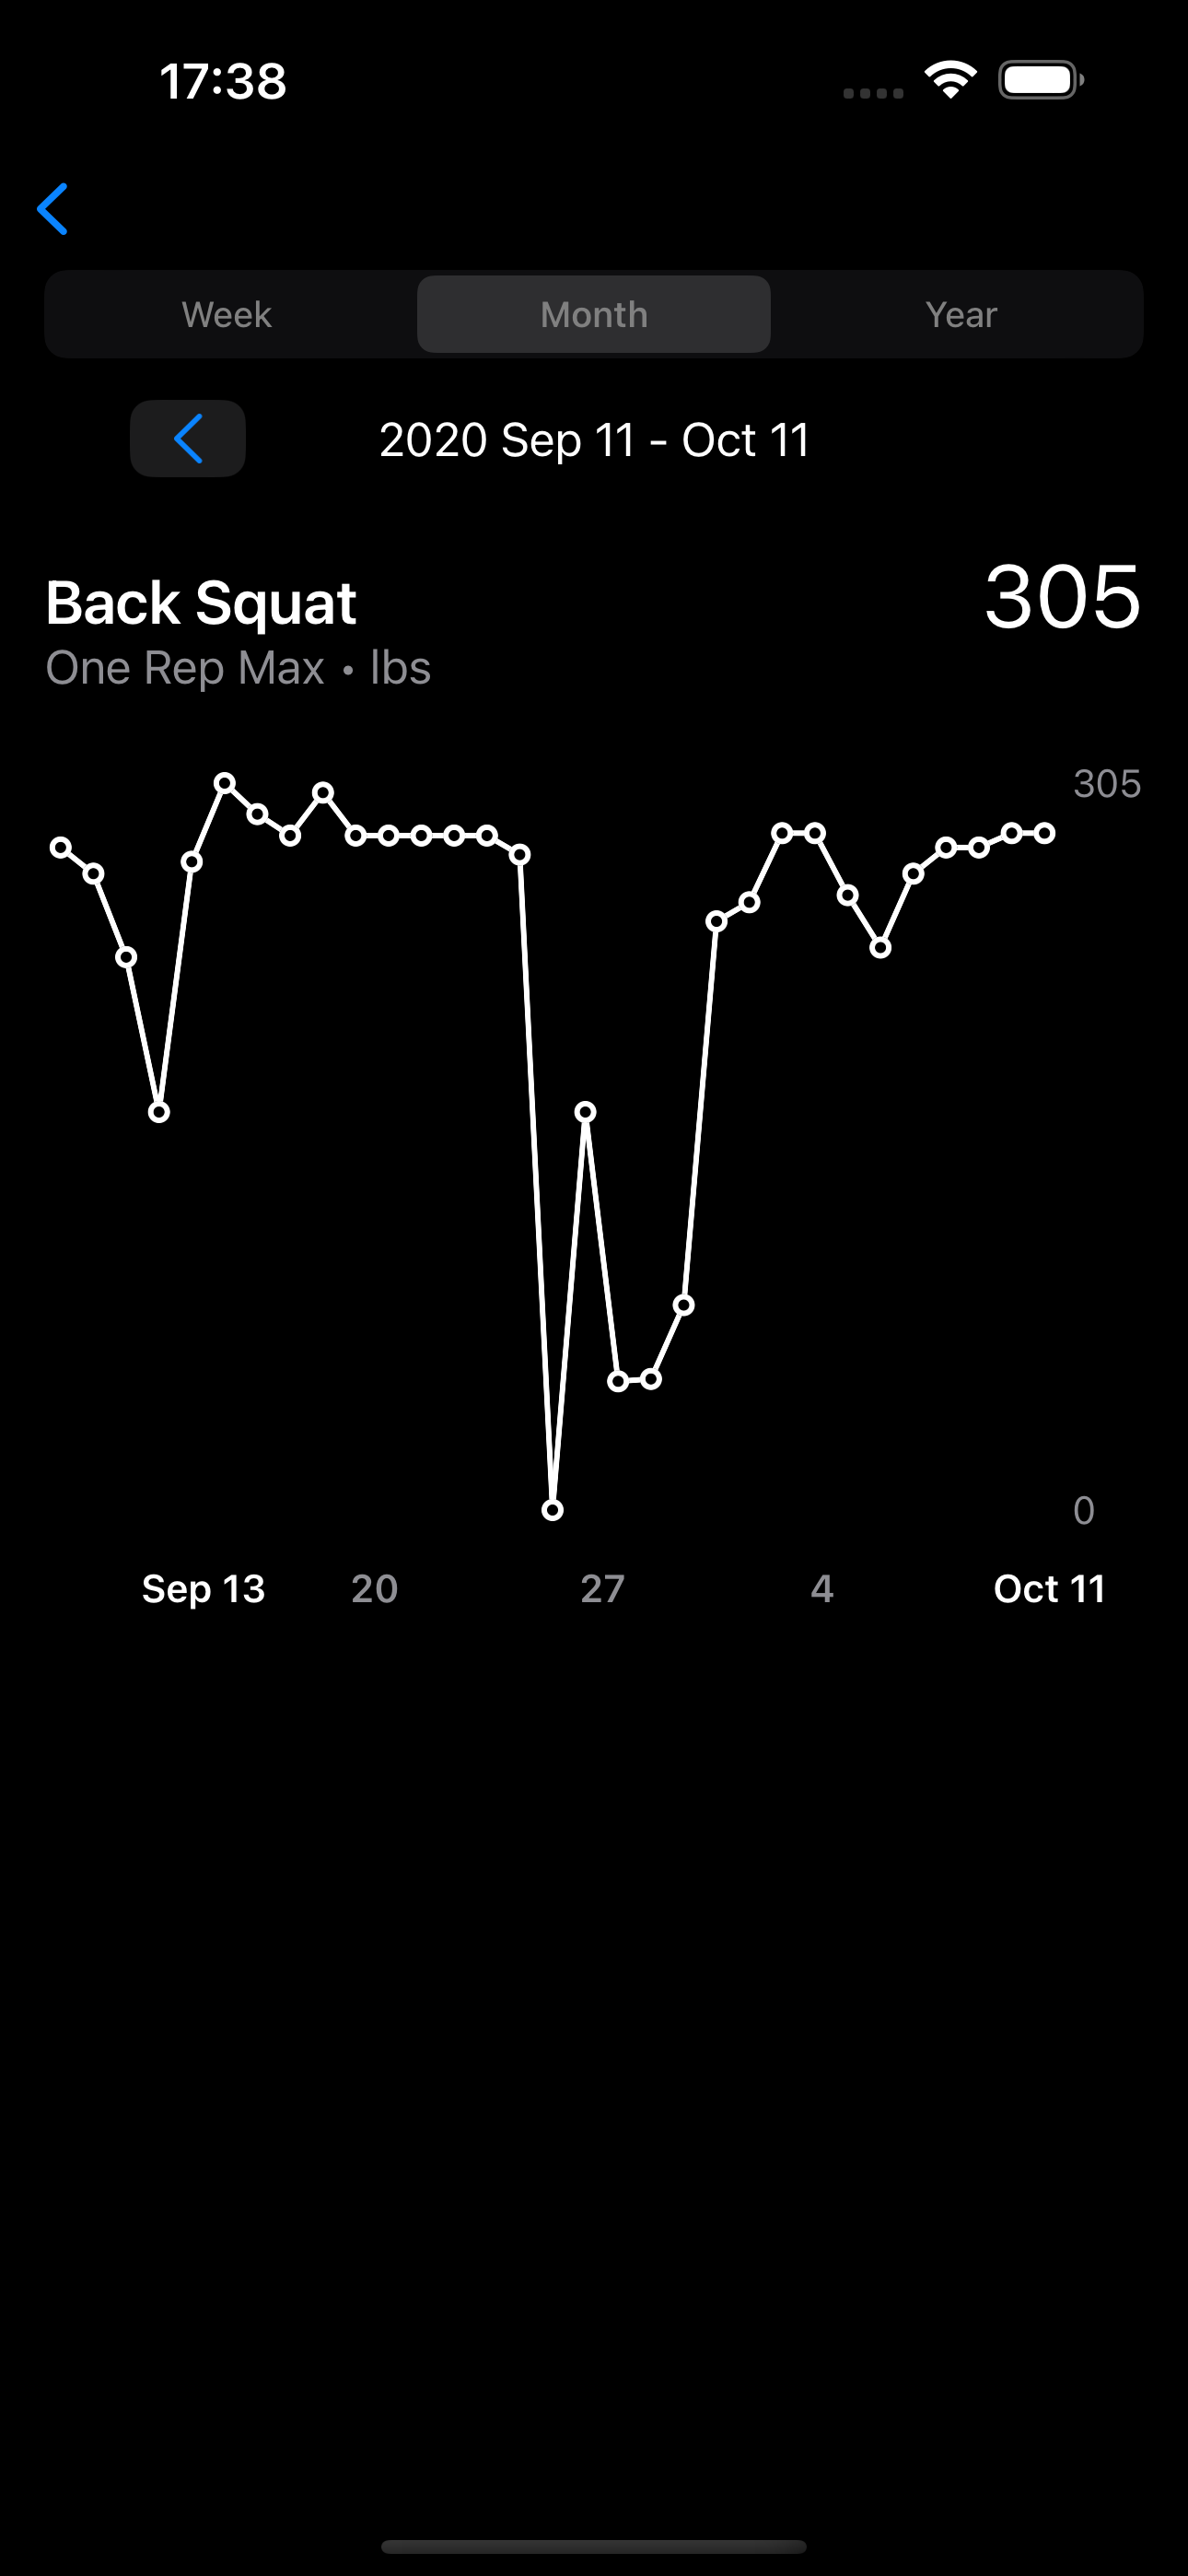 17:38
Week Month Year
2020 Sep 11 - Oct 11
Back Squat 305
One Rep Max • lbs
305
0
Sep 13 20 27 4 Oct 11